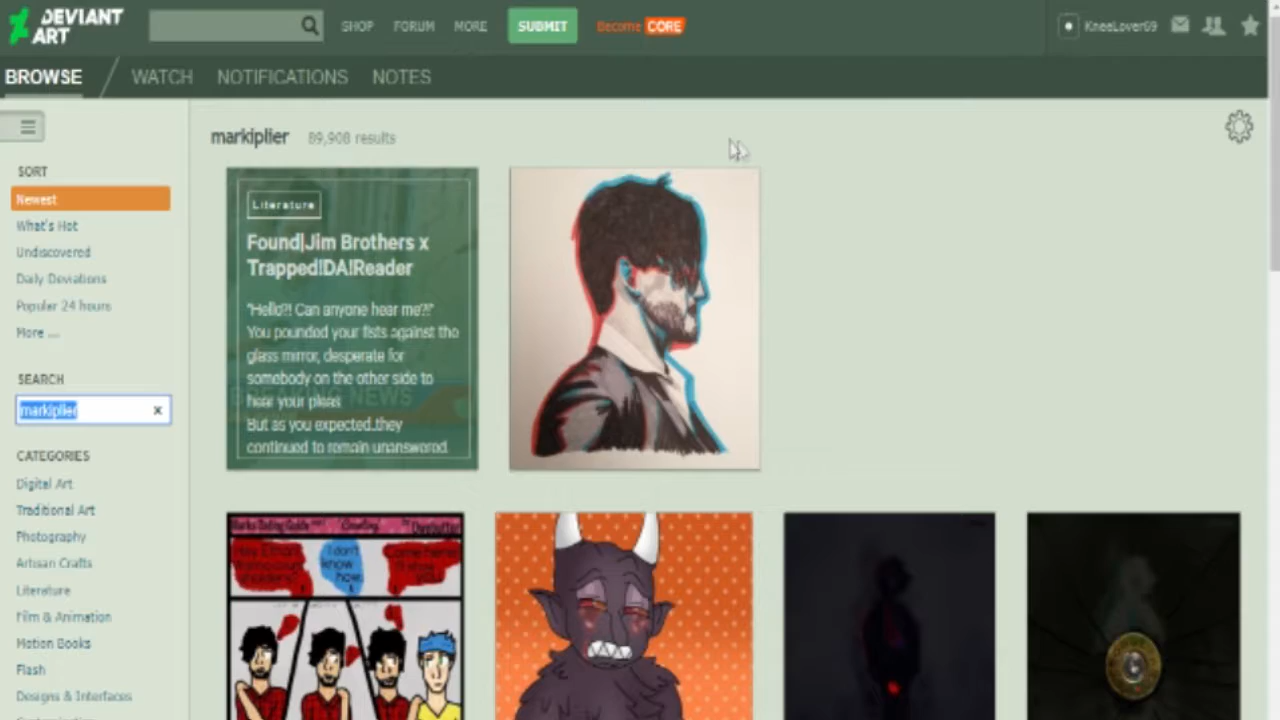 DEVIANT
ART
SHOP
FORUM
MORE
SUBMIT
Become CORE
KneeLover69
BROWSE
WATCH
NOTIFICATIONS
NOTES
markiplier 89,908 results
SORT
Newest
What's Hot
Undiscovered
Daily Deviations
Popular 24 hours
More ...
SEARCH
markiplier x
CATEGORIES
Digital Art
Traditional Art
Photography
Artisan Crafts
Literature
Film & Animation
Motion Books
Flash
Designs & Interfaces
Literature
Found|Jim Brothers x
Trapped!DA!Reader
"Hello?! Can anyone hear me?!"
You pounded your fists against the
glass mirror, desperate for
somebody on the other side to
hear your pleas.
But as you expected..they
continued to remain unanswered.
BREAKING NEWS
I don't
know
how.